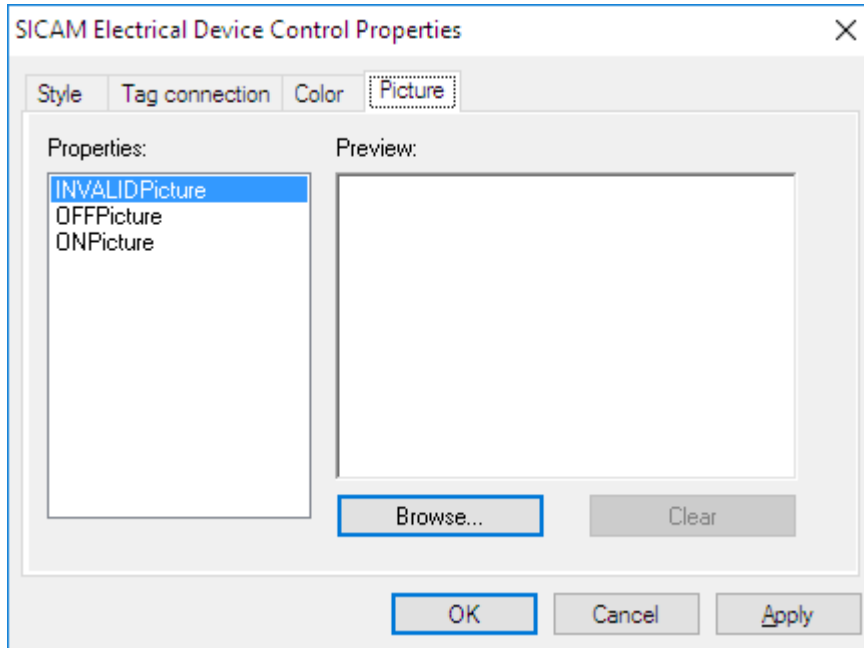 SICAM Electrical Device Control Properties
Style Tag connection Color Picture
Properties: Preview:
INVALIDPicture
OFFPicture
ONPicture
Browse... Clear
OK Cancel Apply